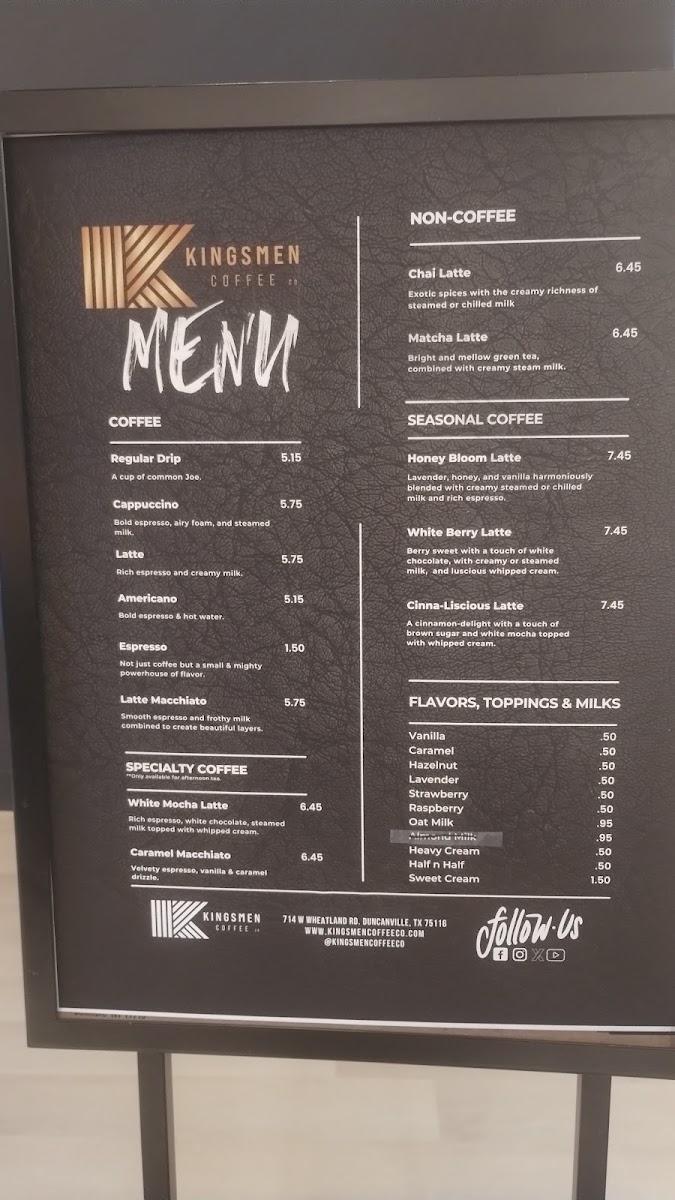 KINGSMEN
COFFEE CO
MENU
COFFEE
Regular Drip 5.15
A cup of common Joe.
Cappuccino 5.75
Bold espresso, airy foam, and steamed
milk.
Latte 5.75
Rich espresso and creamy milk.
Americano 5.15
Bold espresso & hot water.
Espresso 1.50
Not just coffee but a small & mighty
powerhouse of flavor.
Latte Macchiato 5.75
Smooth espresso and frothy milk
combined to create beautiful layers.
SPECIALTY COFFEE
**Only available for afternoon tea.
White Mocha Latte 6.45
Rich espresso, white chocolate, steamed
milk topped with whipped cream.
Caramel Macchiato 6.45
Velvety espresso, vanilla & caramel
drizzle.
NON-COFFEE
Chai Latte 6.45
Exotic spices with the creamy richness of
steamed or chilled milk
Matcha Latte 6.45
Bright and mellow green tea,
combined with creamy steam milk.
SEASONAL COFFEE
Honey Bloom Latte 7.45
Lavender, honey, and vanilla harmoniously
blended with creamy steamed or chilled
milk and rich espresso.
White Berry Latte 7.45
Berry sweet with a touch of white
chocolate, with creamy or steamed
milk, and luscious whipped cream.
Cinna-Liscious Latte 7.45
A cinnamon-delight with a touch of
brown sugar and white mocha topped
with whipped cream.
FLAVORS, TOPPINGS & MILKS
Vanilla .50
Caramel .50
Hazelnut .50
Lavender .50
Strawberry .50
Raspberry .50
Oat Milk .95
Almond Milk .95
Heavy Cream .50
Half n Half .50
Sweet Cream 1.50
KINGSMEN
COFFEE CO
714 W WHEATLAND RD. DUNCANVILLE, TX 75116
WWW.KINGSMENCOFFEECO.COM
@KINGSMENCOFFEECO
follow us